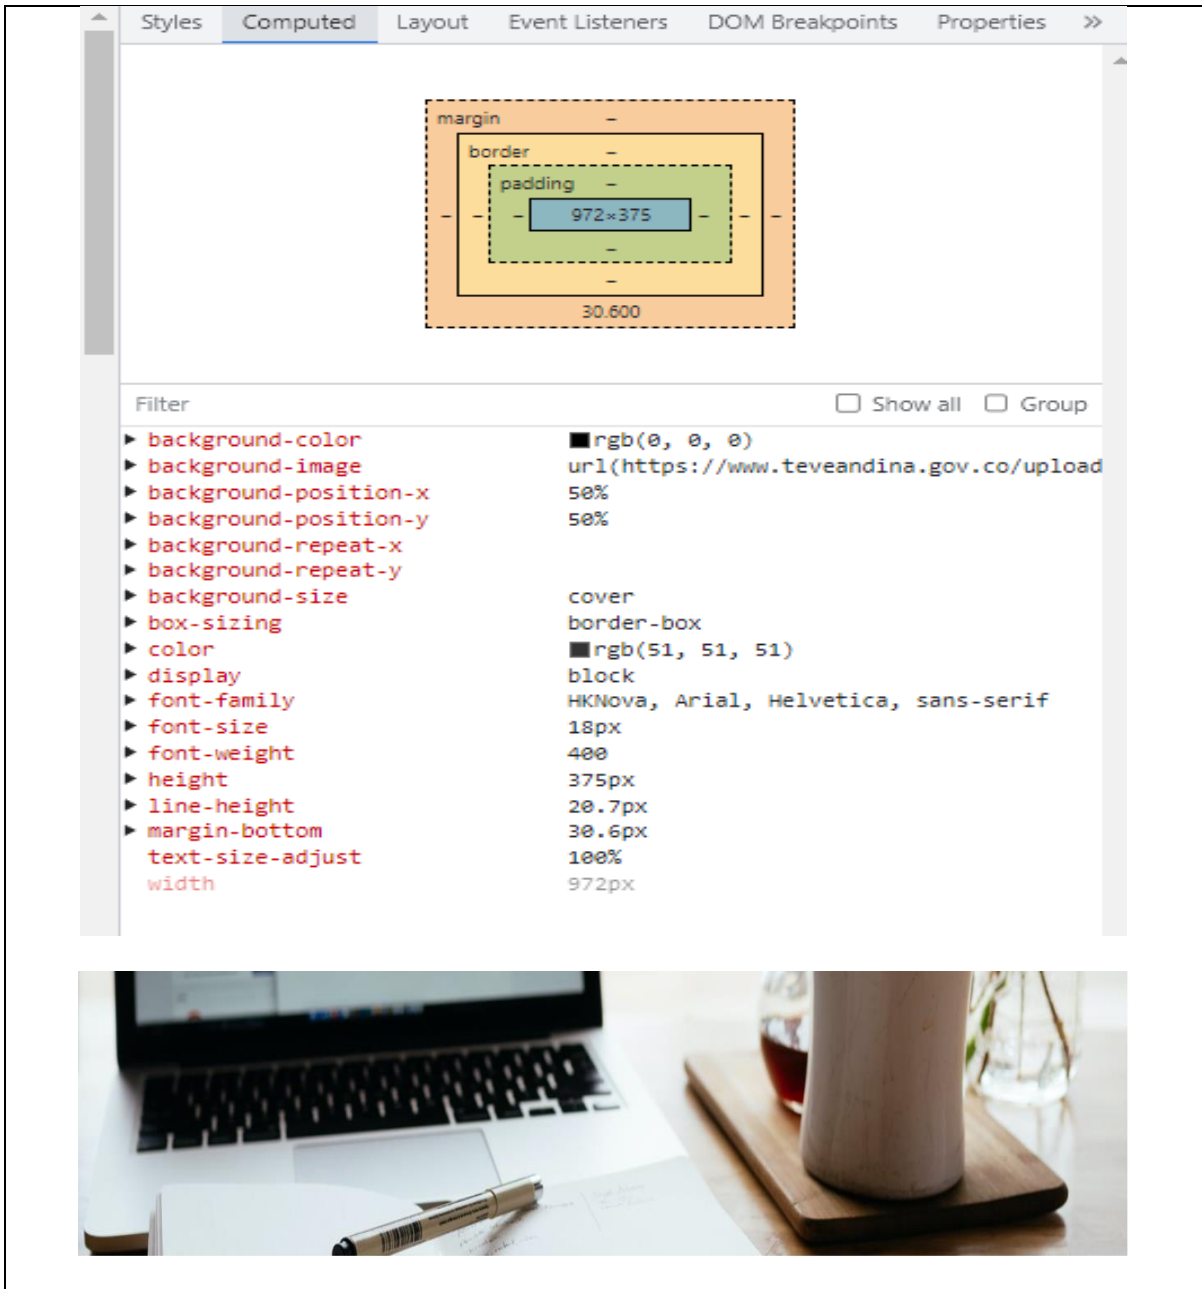 Styles Computed Layout Event Listeners DOM Breakpoints Properties »
margin –
border –
padding –
– – – 972×375 – – –
–
–
30.600
Filter Show all Group
background-color rgb(0, 0, 0)
background-image url(https://www.teveandina.gov.co/upload
background-position-x 50%
background-position-y 50%
background-repeat-x
background-repeat-y
background-size cover
box-sizing border-box
color rgb(51, 51, 51)
display block
font-family HKNova, Arial, Helvetica, sans-serif
font-size 18px
font-weight 400
height 375px
line-height 20.7px
margin-bottom 30.6px
text-size-adjust 100%
width 972px